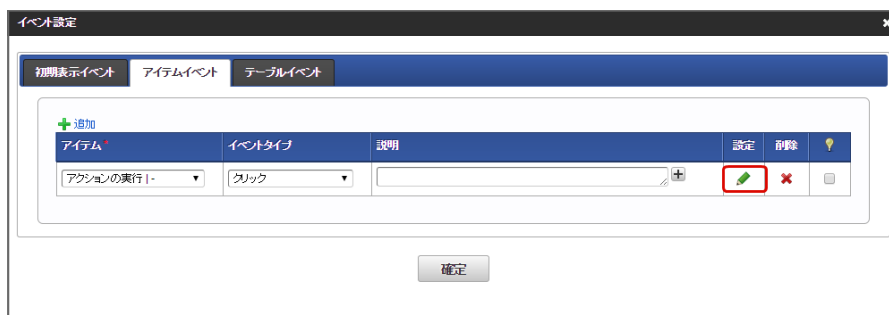 イベント設定
初期表示イベント アイテムイベント テーブルイベント
追加
アイテム* イベントタイプ 説明 設定 削除
アクションの実行 | - クリック
確定